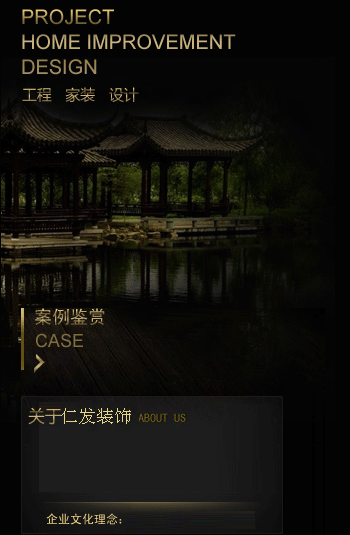 PROJECT
HOME IMPROVEMENT
DESIGN
工程 家装 设计
案例鉴赏
CASE
关于仁发装饰 ABOUT US
企业文化理念：